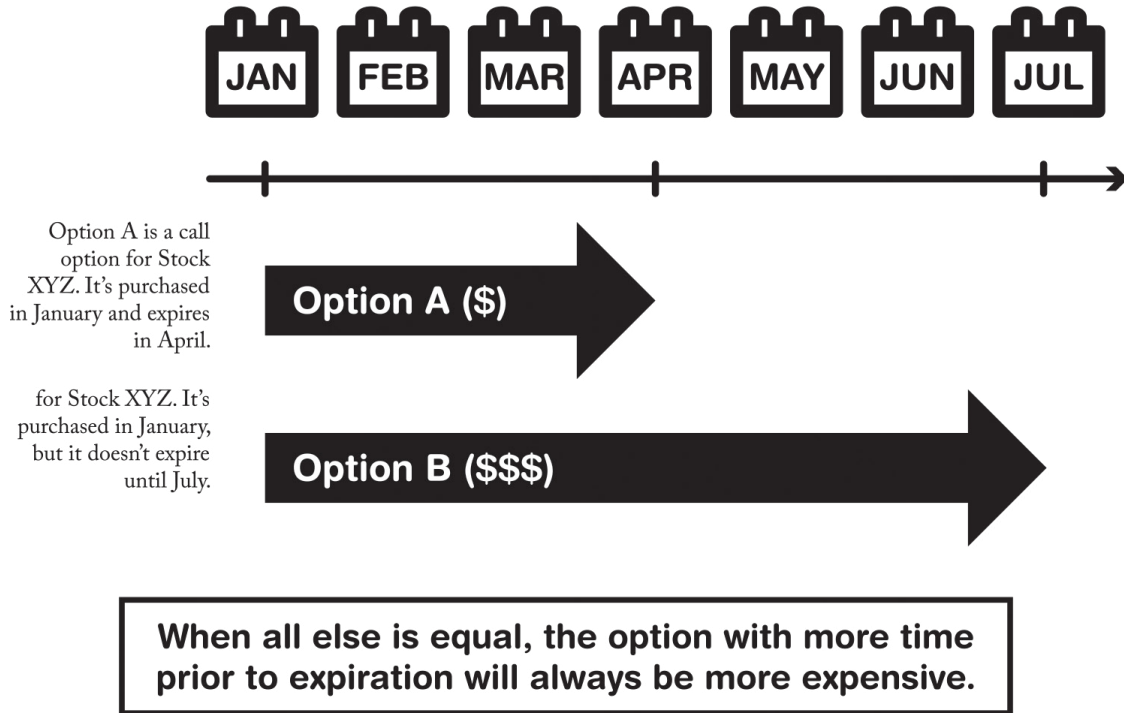 JAN FEB MAR APR MAY JUN JUL
Option A is a call
option for Stock
XYZ. It’s purchased
in January and expires
in April.
Option A ($)
for Stock XYZ. It’s
purchased in January,
but it doesn’t expire
until July.
Option B ($$$)
When all else is equal, the option with more time
prior to expiration will always be more expensive.